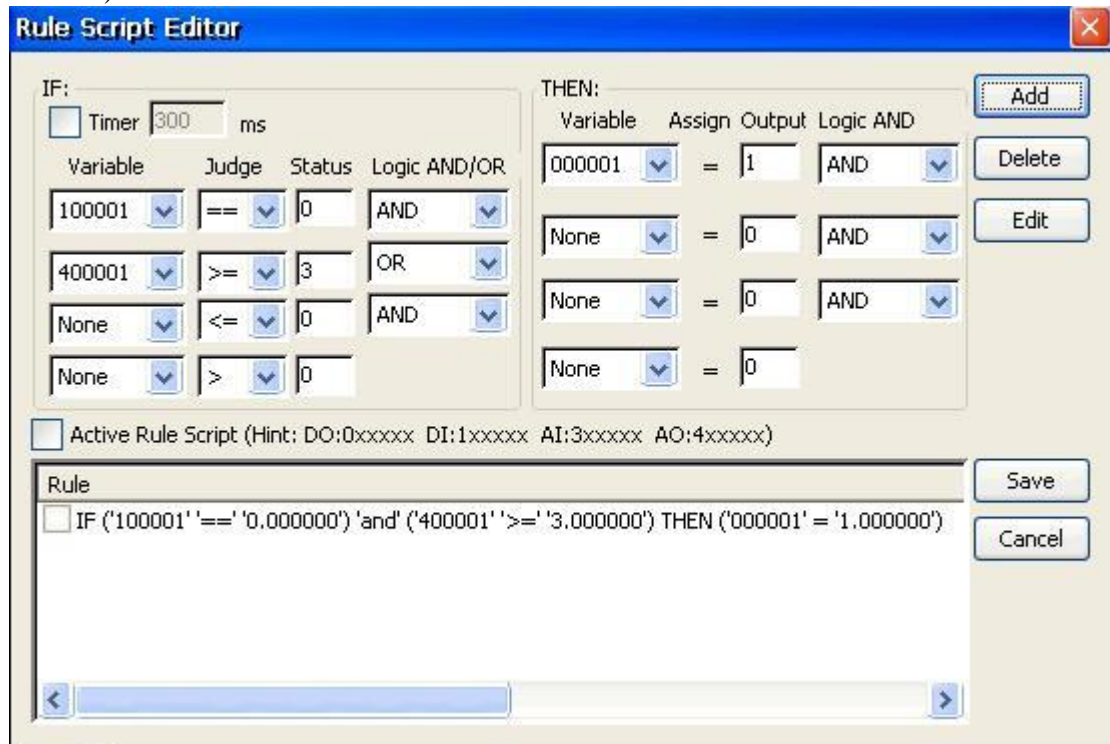 Rule Script Editor
IF:
Timer 300 ms
Variable Judge Status Logic AND/OR
100001 == 0 AND
400001 >= 3 OR
None <= 0 AND
None > 0
THEN:
Variable Assign Output Logic AND
000001 = 1 AND
None = 0 AND
None = 0 AND
None = 0
Add
Delete
Edit
Active Rule Script (Hint: DO:0xxxxx DI:1xxxxx AI:3xxxxx AO:4xxxxx)
Rule
IF ('100001' '==' '0.000000') 'and' ('400001' '>=' '3.000000') THEN ('000001' = '1.000000')
Save
Cancel